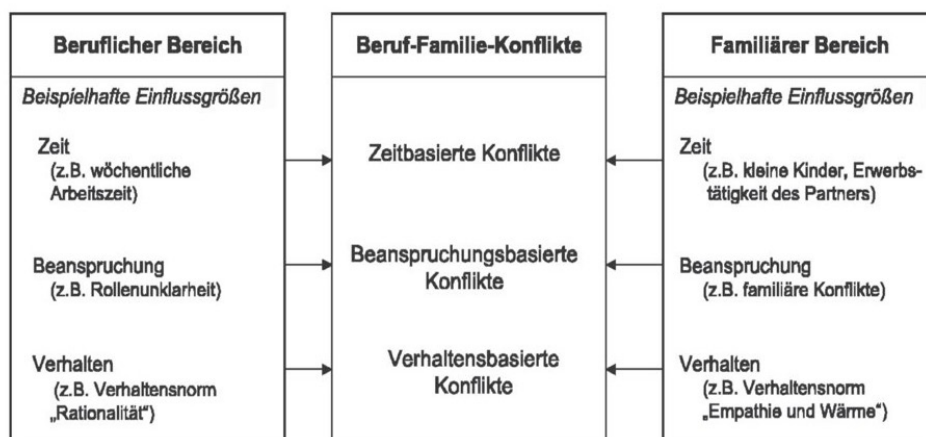 Beruflicher Bereich
Beispielhafte Einflussgrößen
Zeit
(z.B. wöchentliche
Arbeitszeit)
Beanspruchung
(z.B. Rollenunklarheit)
Verhalten
(z.B. Verhaltensnorm
„Rationalität“)
Beruf-Familie-Konflikte
Zeitbasierte Konflikte
Beanspruchungsbasierte
Konflikte
Verhaltensbasierte
Konflikte
Familiärer Bereich
Beispielhafte Einflussgrößen
Zeit
(z.B. kleine Kinder, Erwerbs-
tätigkeit des Partners)
Beanspruchung
(z.B. familiäre Konflikte)
Verhalten
(z.B. Verhaltensnorm
„Empathie und Wärme“)